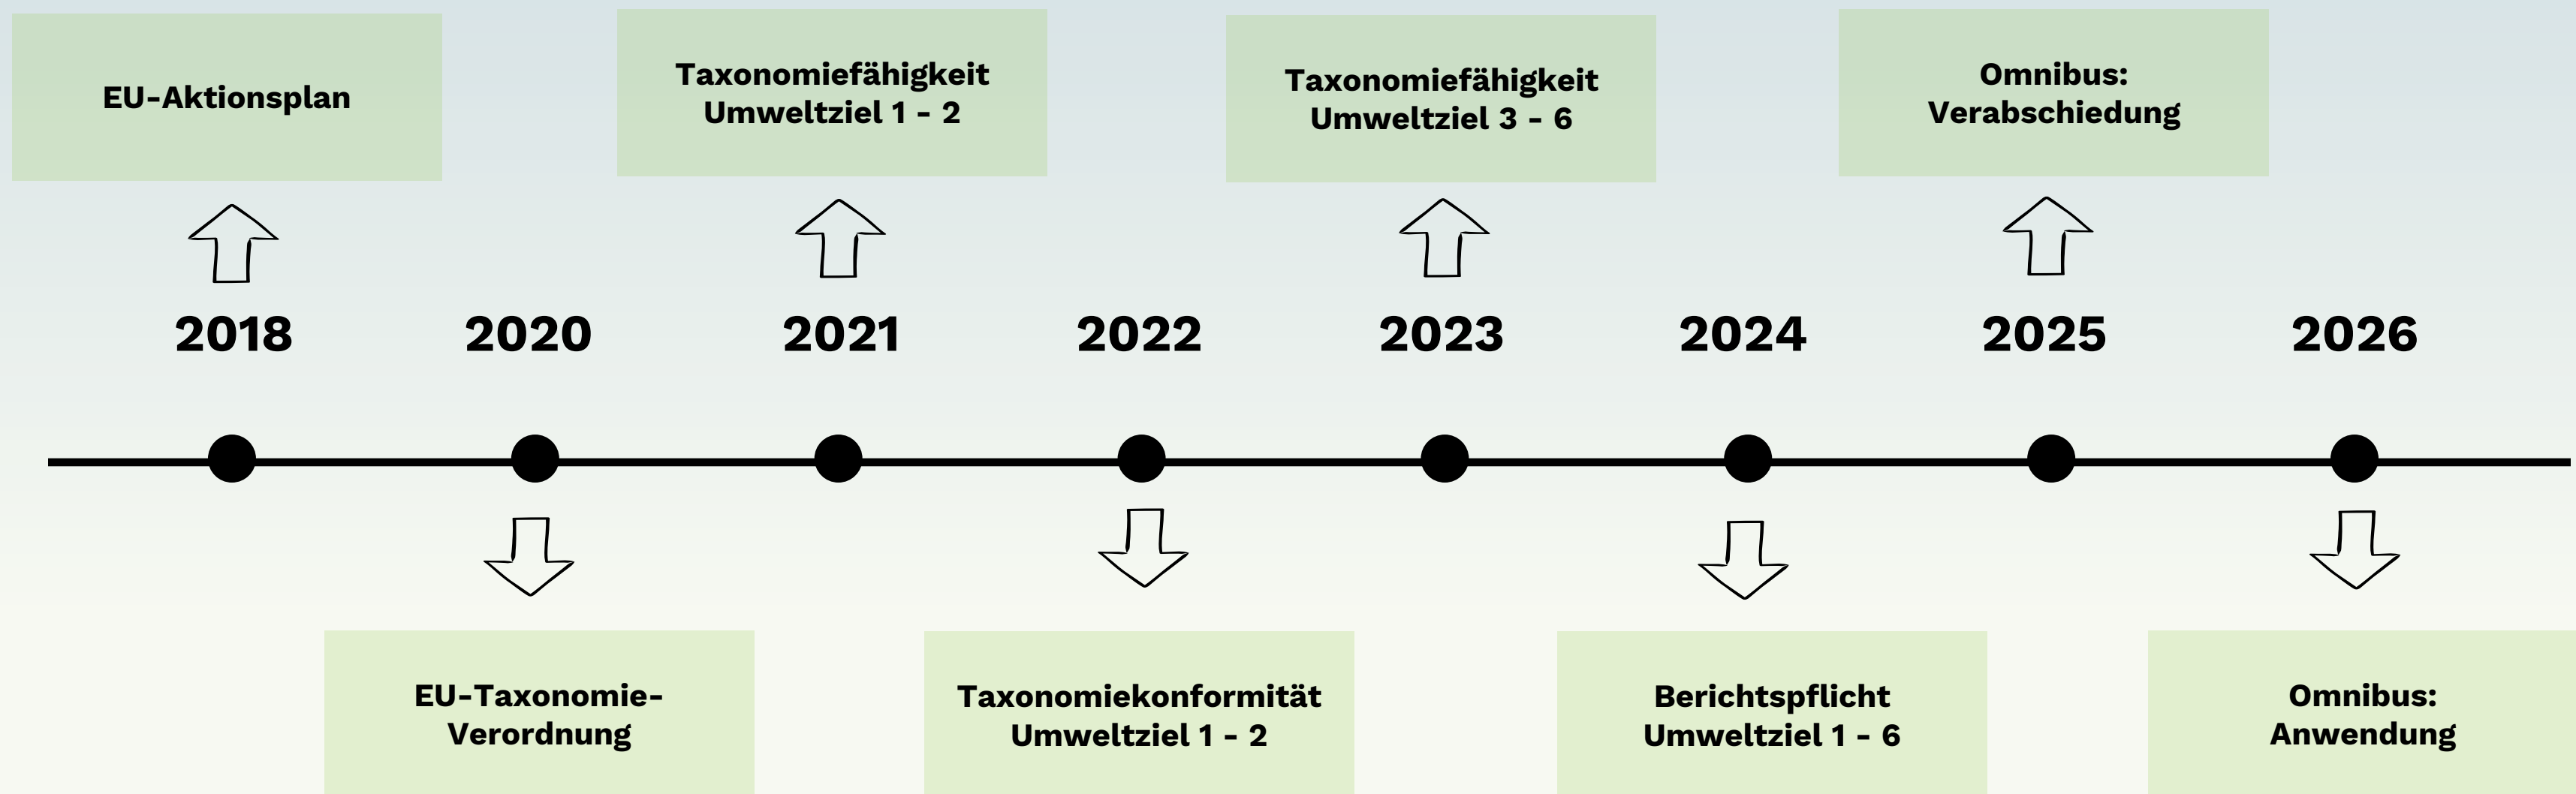 EU-Aktionsplan
Taxonomiefähigkeit
Umweltziel 1 - 2
Taxonomiefähigkeit
Umweltziel 3 - 6
Omnibus:
Verabschiedung
2018
2020
2021
2022
2023
2024
2025
2026
EU-Taxonomie-
Verordnung
Taxonomiekonformität
Umweltziel 1 - 2
Berichtspflicht
Umweltziel 1 - 6
Omnibus:
Anwendung